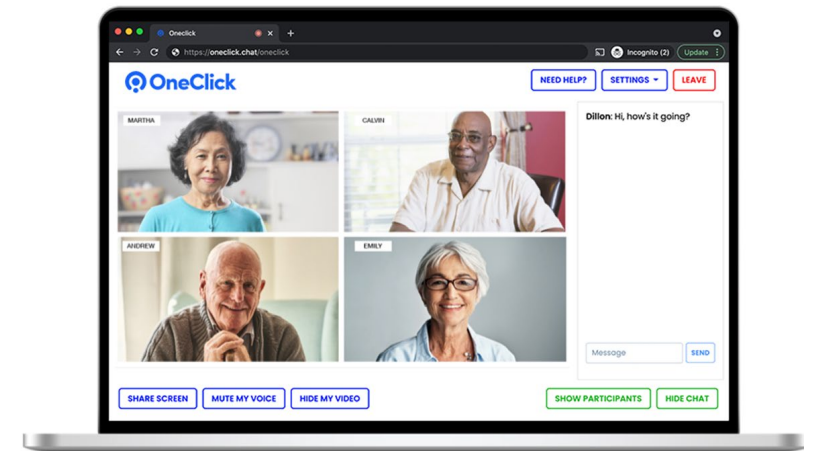 Oneclick
https://oneclick.chat/oneclick
Incognito (2)
Update
OneClick
NEED HELP?
SETTINGS
LEAVE
MARTHA
CALVIN
Dillon: Hi, how's it going?
ANDREW
EMILY
Message
SEND
SHARE SCREEN
MUTE MY VOICE
HIDE MY VIDEO
SHOW PARTICIPANTS
HIDE CHAT